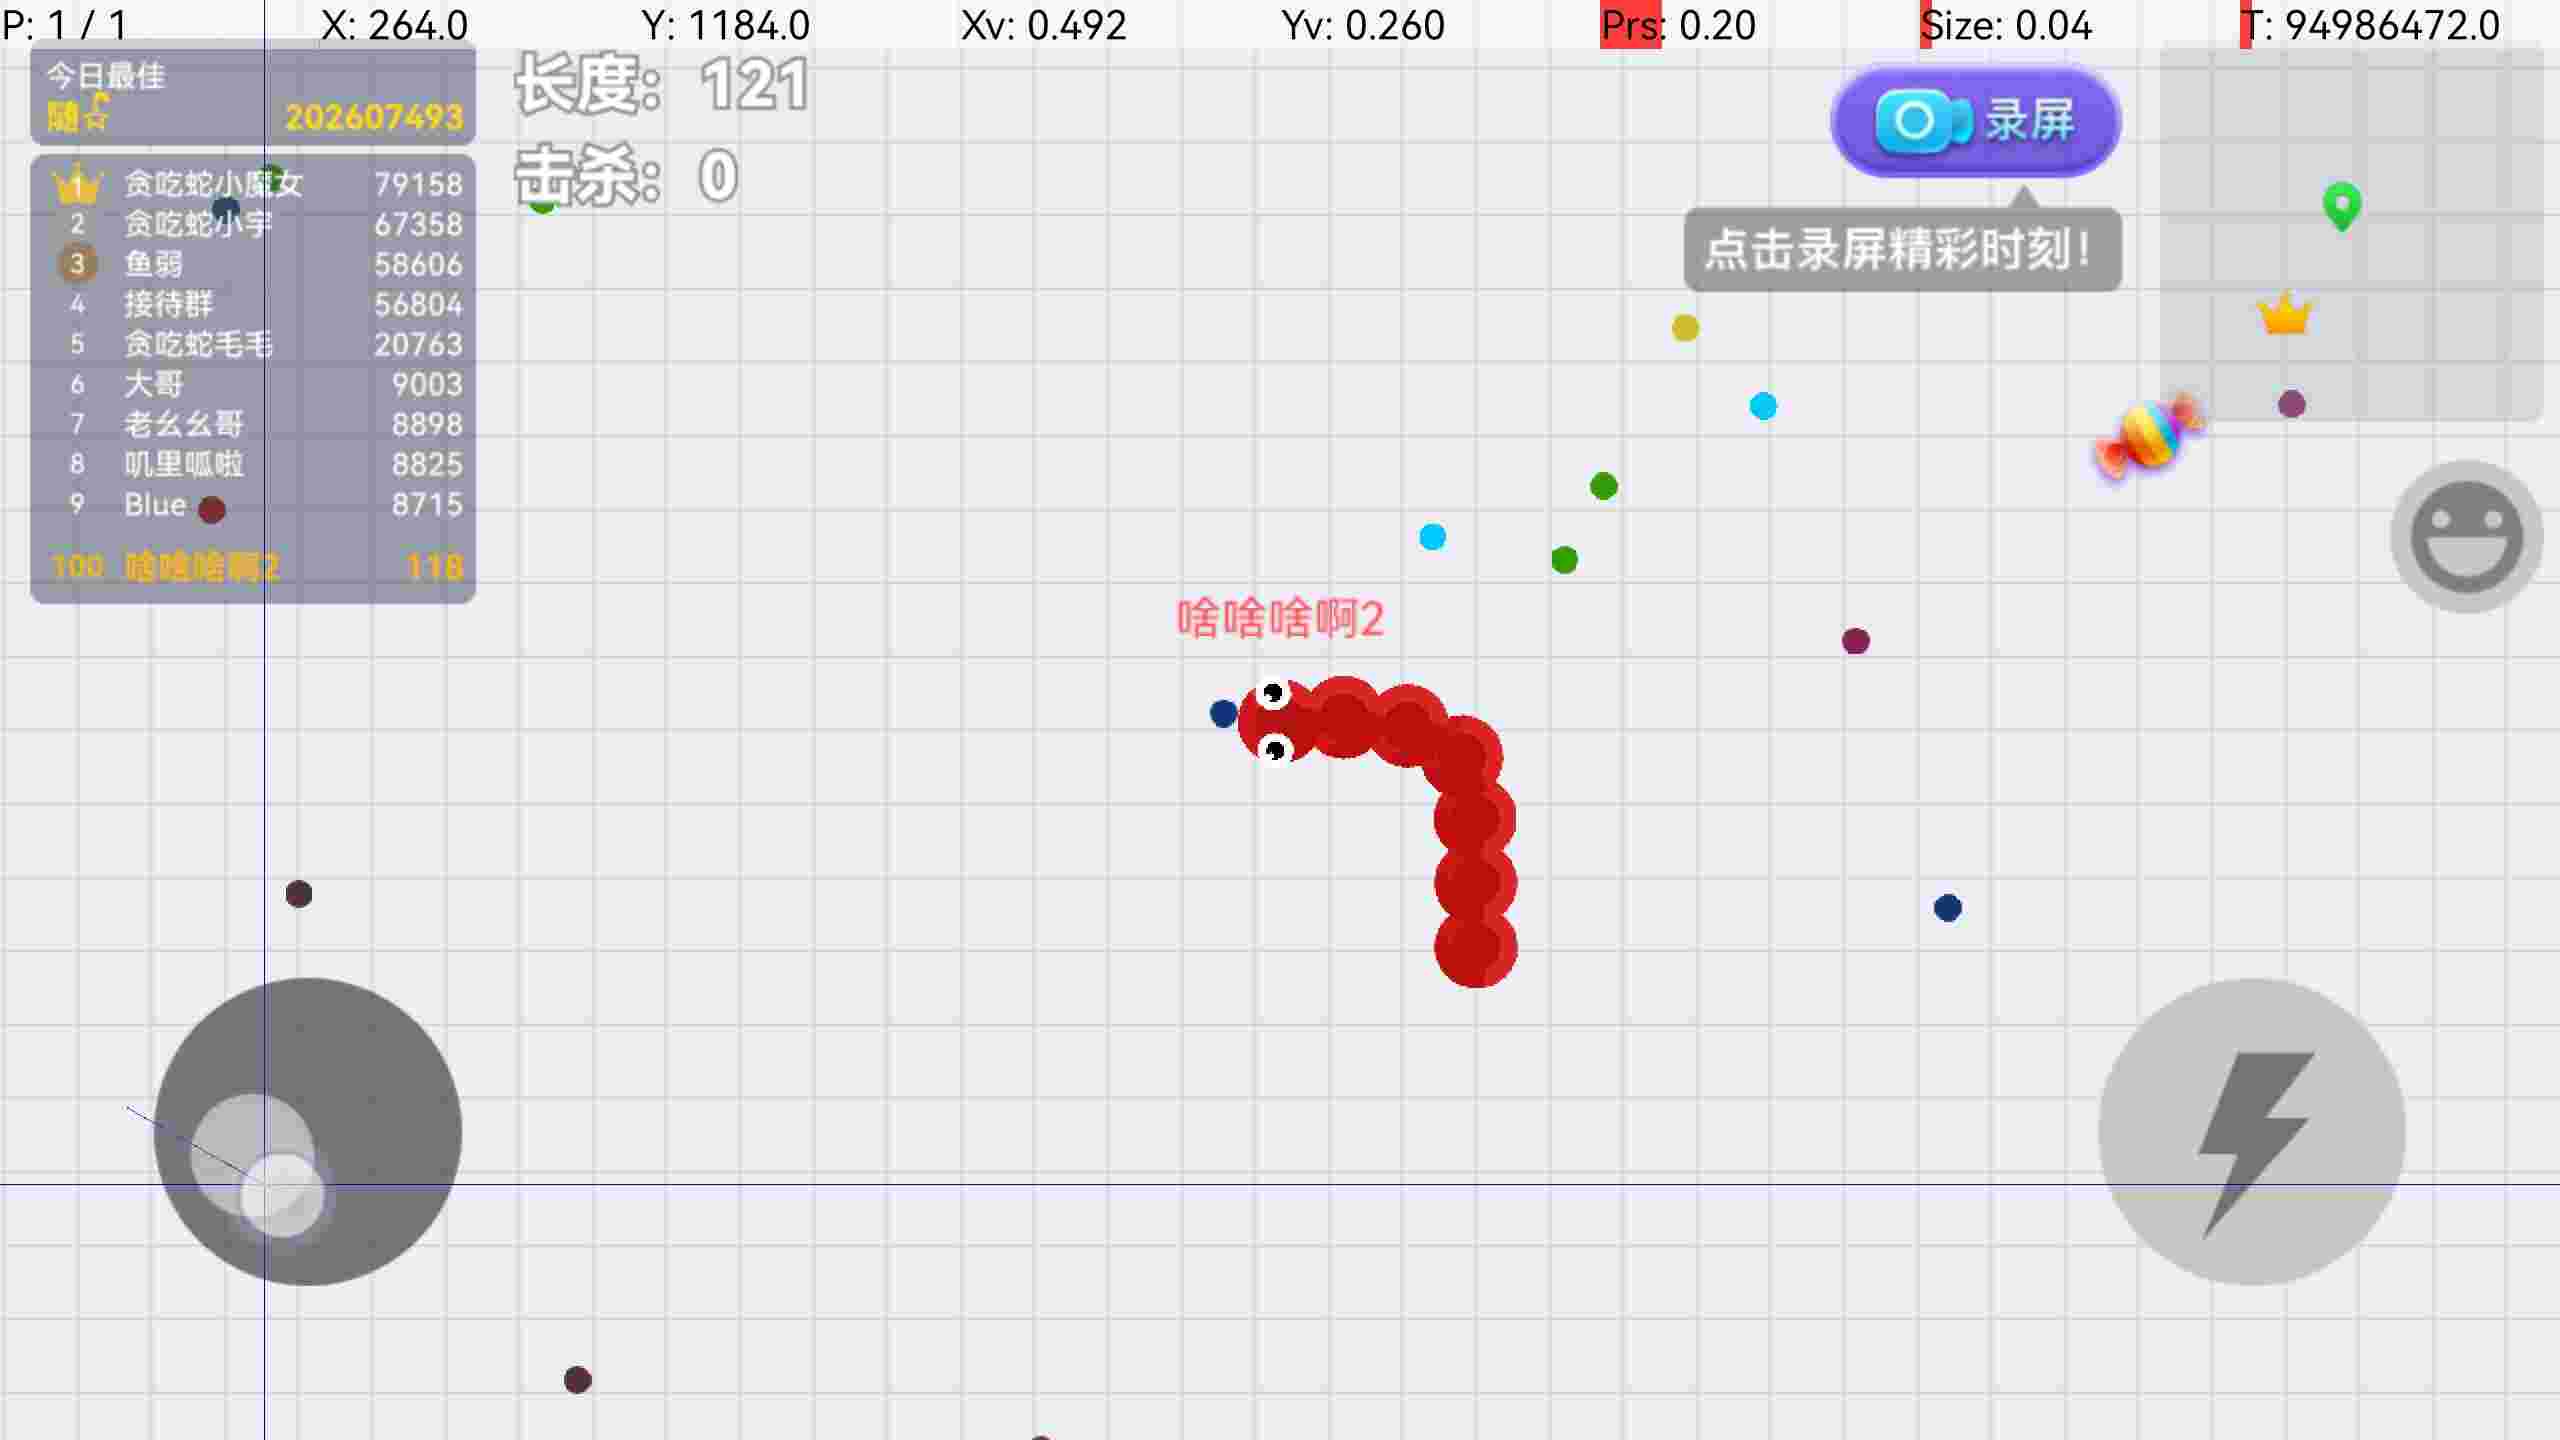 P: 1 / 1 X: 264.0 Y: 1184.0 Xv: 0.492 Yv: 0.260 Prs: 0.20 Size: 0.04 T: 94986472.0
今日最佳
随☆ 202607493
长度：121
击杀：0
录屏
点击录屏精彩时刻！
1 贪吃蛇小魔女 79158
2 贪吃蛇小宇 67358
3 鱼弱 58606
4 接待群 56804
5 贪吃蛇毛毛 20763
6 大哥 9003
7 老幺幺哥 8898
8 叽里呱啦 8825
9 Blue 8715
100 啥啥啥啊2 118
啥啥啥啊2